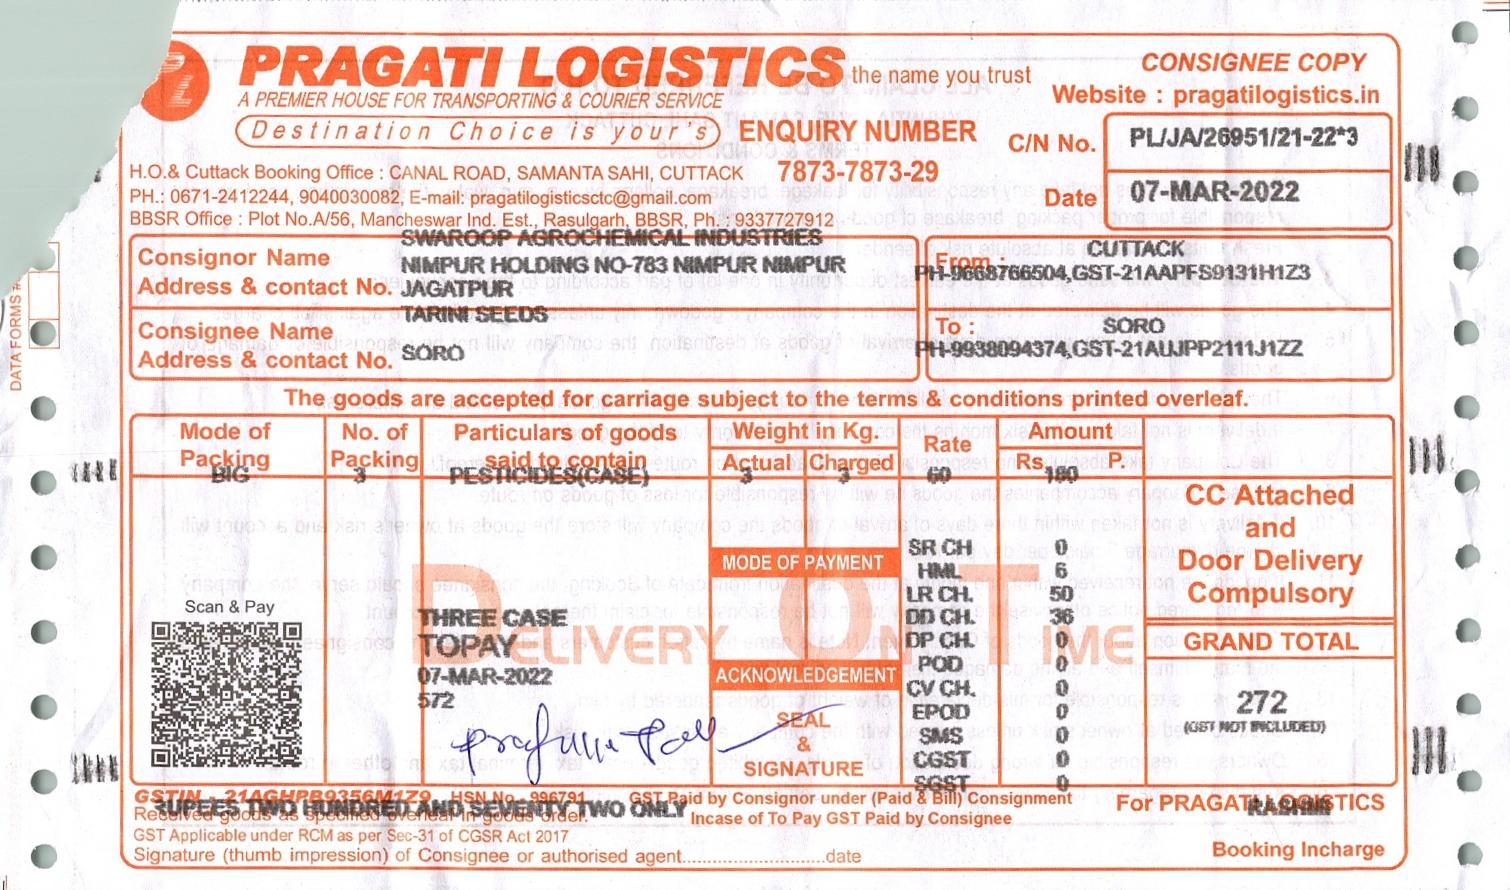 PRAGATI LOGISTICS the name you trust
A PREMIER HOUSE FOR TRANSPORTING & COURIER SERVICE
Destination Choice is your's
CONSIGNEE COPY
Website : pragatilogistics.in
ENQUIRY NUMBER
7873-7873-29
C/N No. PL/JA/26951/21-22*3
Date 07-MAR-2022
H.O.& Cuttack Booking Office : CANAL ROAD, SAMANTA SAHI, CUTTACK
PH.: 0671-2412244, 9040030082, E-mail: pragatilogisticsctc@gmail.com
BBSR Office : Plot No.A/56, Mancheswar Ind. Est., Rasulgarh, BBSR, Ph. : 9337727912
Consignor Name
Address & contact No.
SWAROOP AGROCHEMICAL INDUSTRIES
NIMPUR HOLDING NO-783 NIMPUR NIMPUR
JAGATPUR
From : CUTTACK
PH-9668766504,GST-21AAPFS9131H1Z3
Consignee Name
Address & contact No.
TARINI SEEDS
SORO
To : SORO
PH-9938094374,GST-21AUJPP2111J1ZZ
The goods are accepted for carriage subject to the terms & conditions printed overleaf.
Mode of Packing
No. of Packing
Particulars of goods said to contain
Weight in Kg.
Actual Charged
Rate
Amount
Rs. P.
BIG 3 PESTICIDES(CASE) 3 3 60 180
CC Attached
and
Door Delivery
Compulsory
GRAND TOTAL
272
(GST NOT INCLUDED)
MODE OF PAYMENT
SR CH 0
HML 6
LR CH. 50
DD CH. 36
DP CH. 0
POD 0
CV CH. 0
EPOD 0
SMS 0
CGST 0
SGST 0
DELIVERY ON TIME
Scan & Pay
THREE CASE
TOPAY
07-MAR-2022
572
ACKNOWLEDGEMENT
SEAL
&
SIGNATURE
GSTIN - 21AGHPB9356M1Z9 HSN No - 996791
RUPEES TWO HUNDRED AND SEVENTY TWO ONLY
Received goods as specified overleaf in goods order.
GST Paid by Consignor under (Paid & Bill) Consignment
Incase of To Pay GST Paid by Consignee
GST Applicable under RCM as per Sec-31 of CGSR Act 2017
Signature (thumb impression) of Consignee or authorised agent..............................date
For PRAGATI LOGISTICS
RASHMI
Booking Incharge
DATA FORMS #